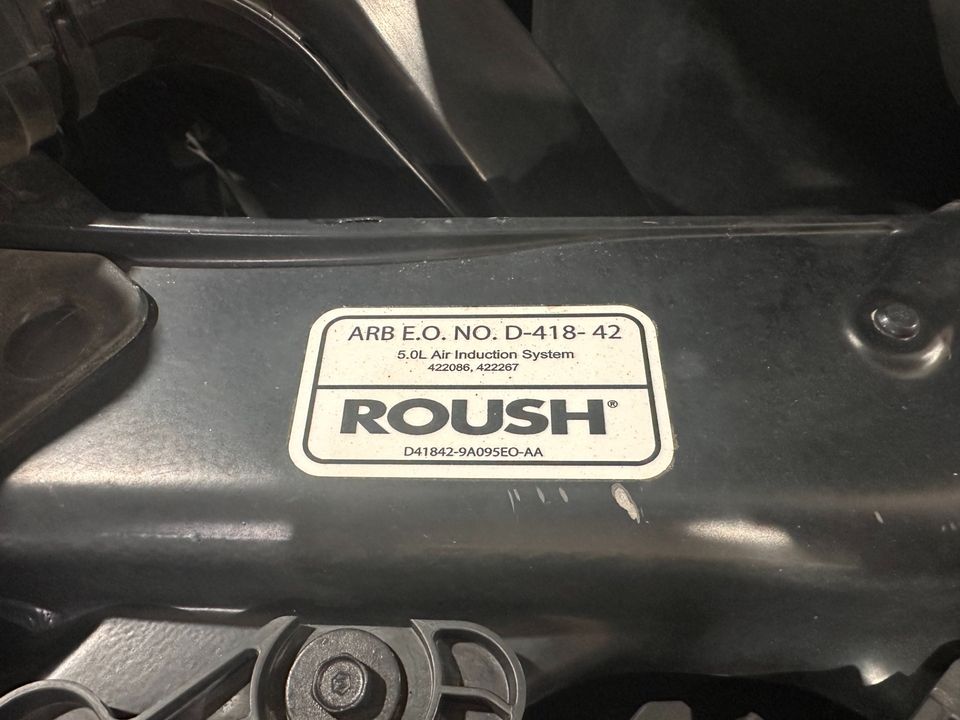 ARB E.O. NO. D-418- 42
5.0L Air Induction System
422086, 422267
ROUSH®
D41842-9A095EO-AA